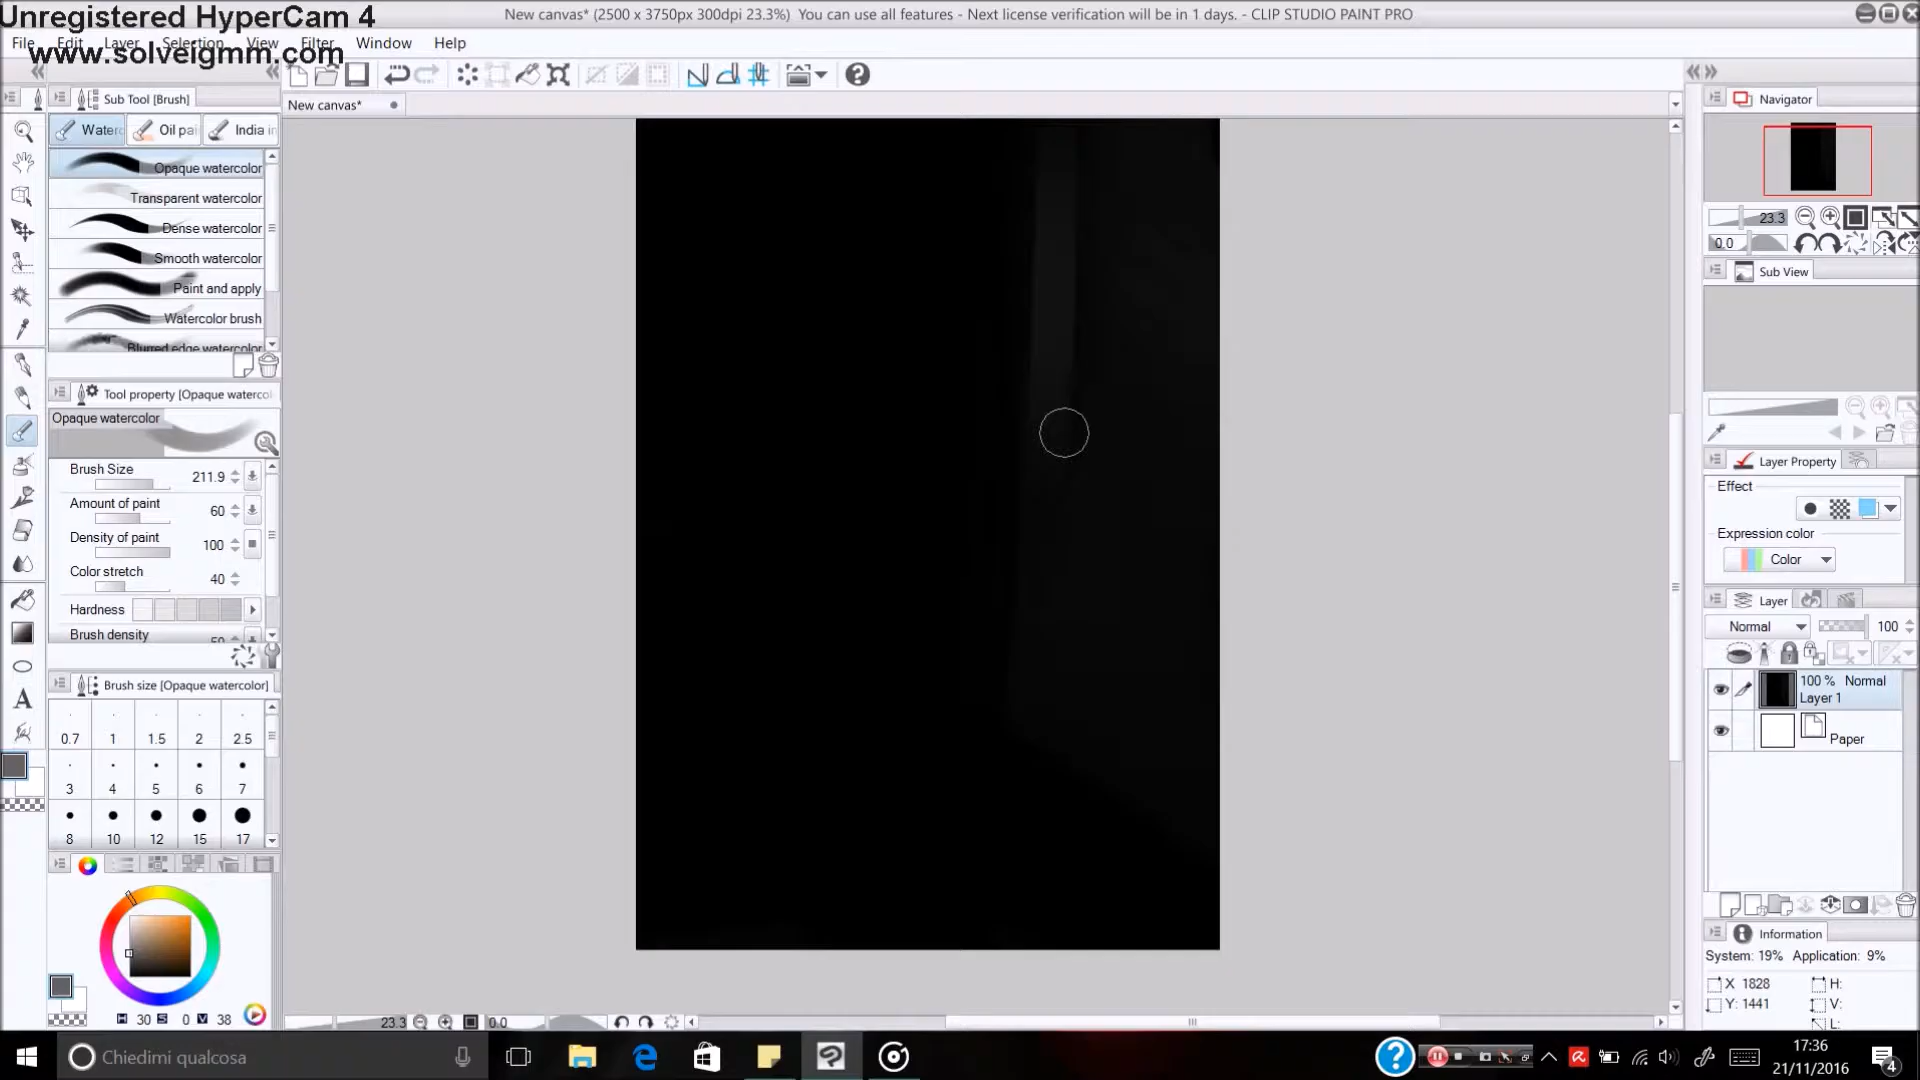 Unregistered HyperCam 4
www.solveigmm.com
New canvas* (2500 x 3750px 300dpi 23.3%) You can use all features - Next license verification will be in 1 days. - CLIP STUDIO PAINT PRO
File Edit Layer Selection View Filter Window Help
Sub Tool [Brush]
New canvas*
Navigator
Waterc Oil pai India in
Opaque watercolor
Transparent watercolor
Dense watercolor
Smooth watercolor
Paint and apply
Watercolor brush
Blurred edge watercolor
23.3
0.0
Sub View
Tool property [Opaque watercol
Opaque watercolor
Brush Size 211.9
Amount of paint 60
Density of paint 100
Color stretch 40
Hardness
Brush density 50
Layer Property
Effect
Expression color
Color
Layer
Normal 100
100 % Normal
Layer 1
Paper
Brush size [Opaque watercolor]
0.7 1 1.5 2 2.5
3 4 5 6 7
8 10 12 15 17
H 30 S 0 V 38
23.3 0.0
Information
System: 19% Application: 9%
X 1828 H:
Y: 1441 V:
L:
Chiedimi qualcosa
17:36
21/11/2016
4